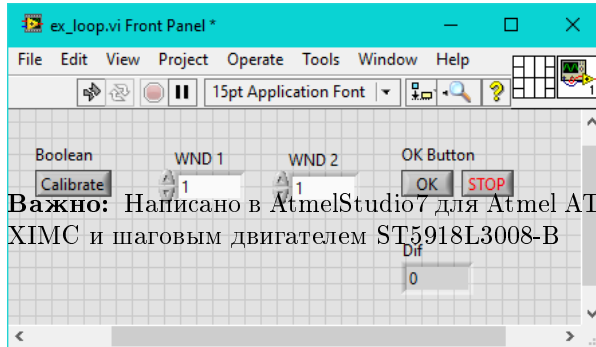 ex_loop.vi Front Panel *
File Edit View Project Operate Tools Window Help
15pt Application Font
1
Boolean WND 1 WND 2 OK Button
Calibrate 1 1 OK STOP
Важно: Написано в AtmelStudio7 для Atmel AT
XIMC и шаговым двигателем ST5918L3008-B
Dif
0